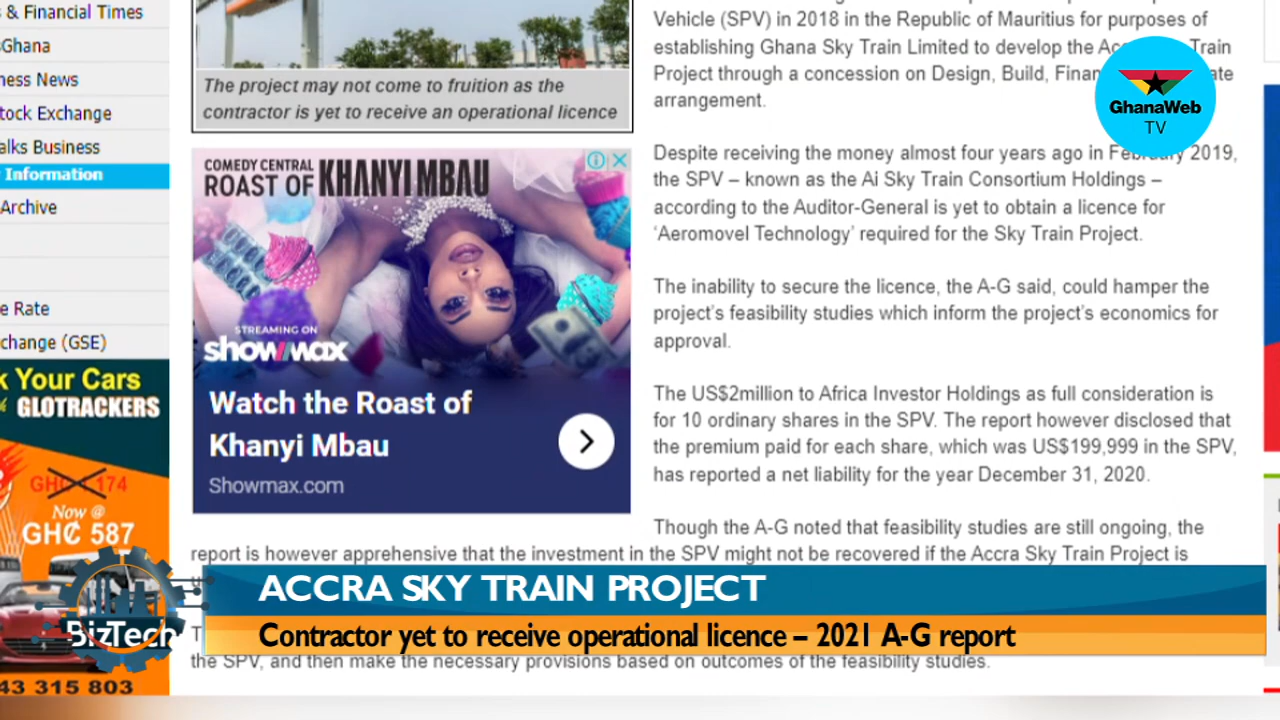 & Financial Times
Ghana
ness News
tock Exchange
alks Business
Information
Archive
e Rate
change (GSE)
k Your Cars
GLOTRACKERS
GH₵ 174
Now @
GH₵ 587
43 315 803
The project may not come to fruition as the
contractor is yet to receive an operational licence
COMEDY CENTRAL
ROAST OF KHANYI MBAU
STREAMING ON
showmax
Watch the Roast of
Khanyi Mbau
Showmax.com
Vehicle (SPV) in 2018 in the Republic of Mauritius for purposes of
establishing Ghana Sky Train Limited to develop the Train
Project through a concession on Design, Build,
arrangement.
Despite receiving the money almost four years ago in February 2019,
the SPV – known as the Ai Sky Train Consortium Holdings –
according to the Auditor-General is yet to obtain a licence for
‘Aeromovel Technology’ required for the Sky Train Project.
The inability to secure the licence, the A-G said, could hamper the
project’s feasibility studies which inform the project’s economics for
approval.
The US$2million to Africa Investor Holdings as full consideration is
for 10 ordinary shares in the SPV. The report however disclosed that
the premium paid for each share, which was US$199,999 in the SPV,
has reported a net liability for the year December 31, 2020.
Though the A-G noted that feasibility studies are still ongoing, the
report is however apprehensive that the investment in the SPV might not be recovered if the Accra Sky Train Project is
the SPV, and then make the necessary provisions based on outcomes of the feasibility studies.
GhanaWeb
TV
BizTech
ACCRA SKY TRAIN PROJECT
Contractor yet to receive operational licence – 2021 A-G report